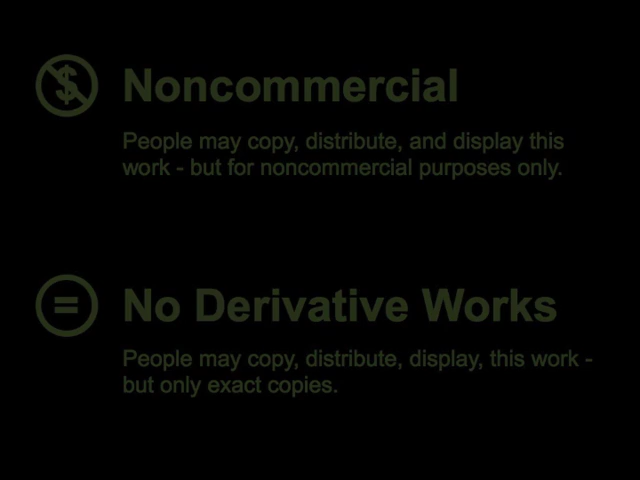 Noncommercial
People may copy, distribute, and display this
work - but for noncommercial purposes only.
No Derivative Works
People may copy, distribute, display, this work -
but only exact copies.